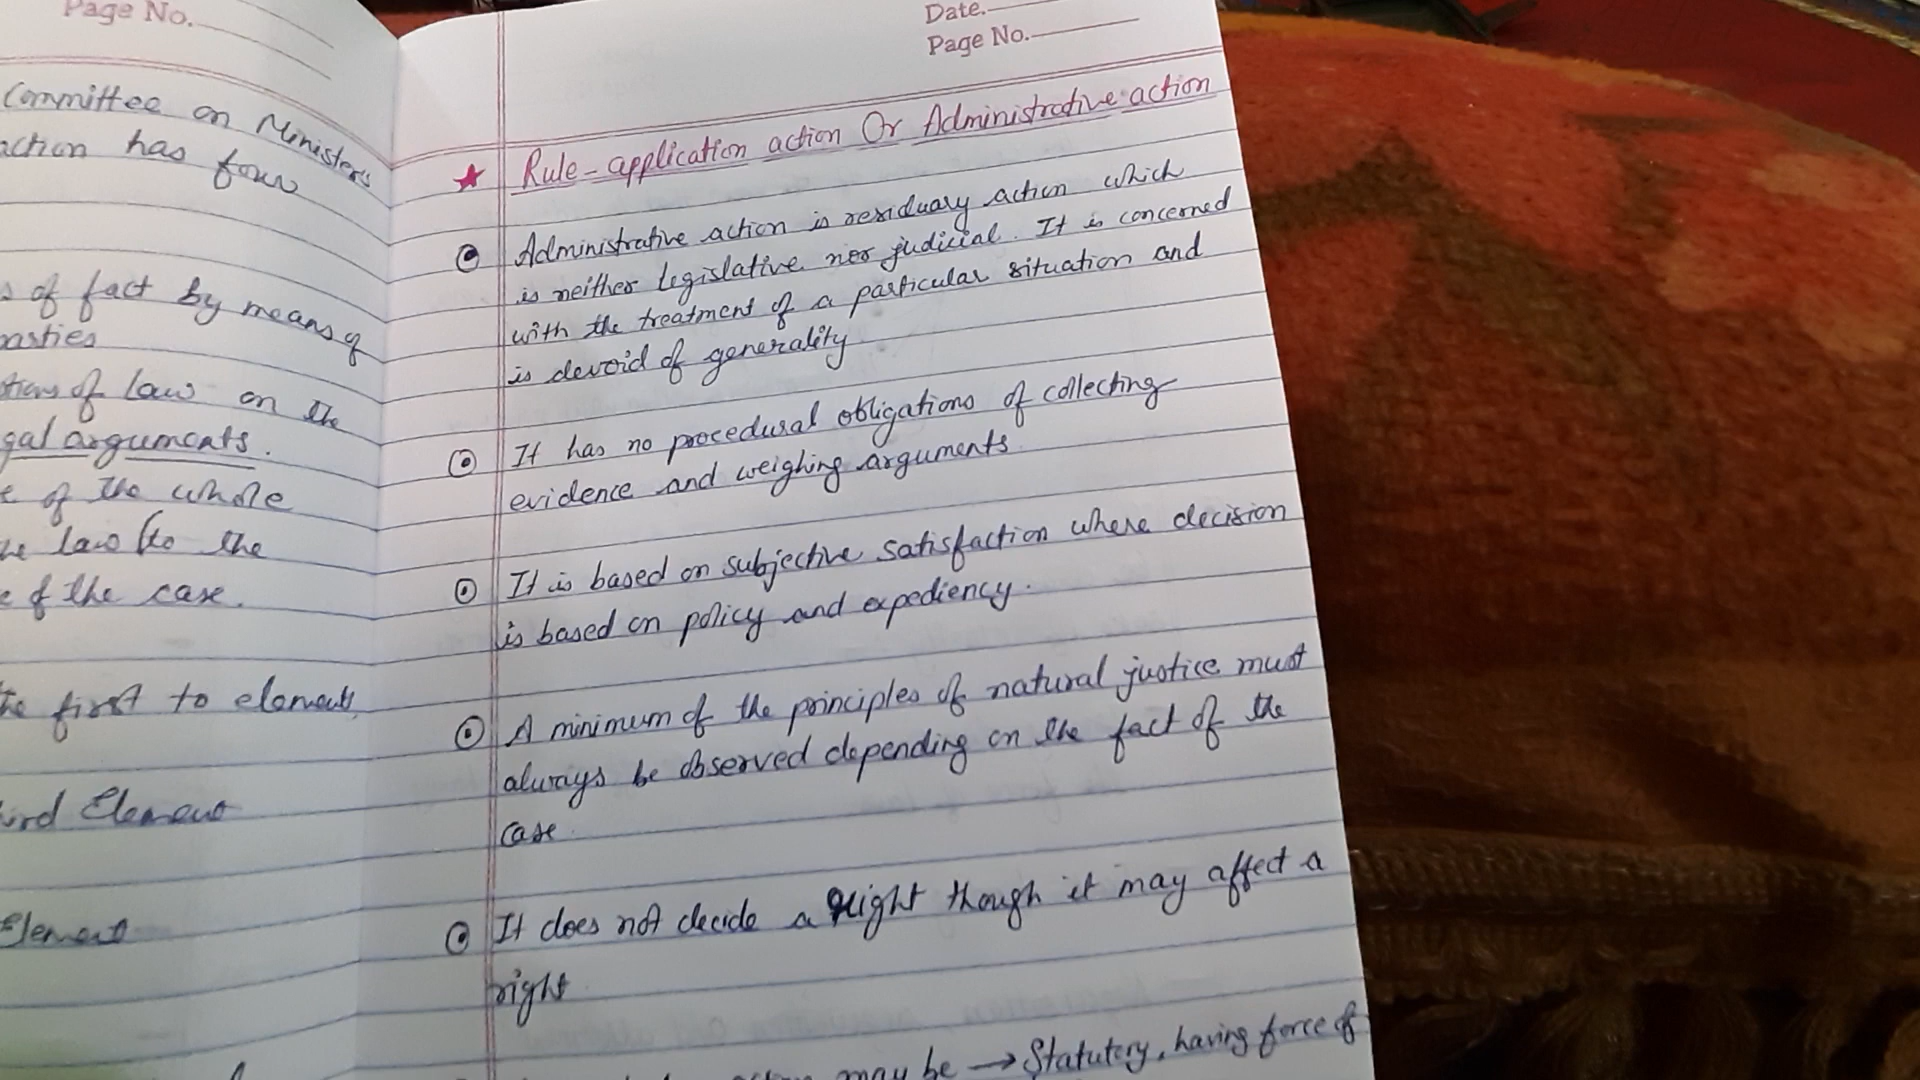 Page No.
Committee on Ministers
action has four
of fact by means of
parties
of law on the
gal arguments.
of the whole
law (to the
of the case.
first to elements
Element
Element
Date.
Page No.
Rule-application action Or Administrative action
Administrative action is residuary action which
is neither legislative nor judicial. It is concerned
with the treatment of a particular situation and
is devoid of generality.
It has no procedural obligations of collecting
evidence and weighing arguments.
It is based on subjective satisfaction where decision
is based on policy and expediency.
A minimum of the principles of natural justice must
always be observed depending on the fact of the
case.
It does not decide a right though it may affect a
right
may be → Statutory, having force of